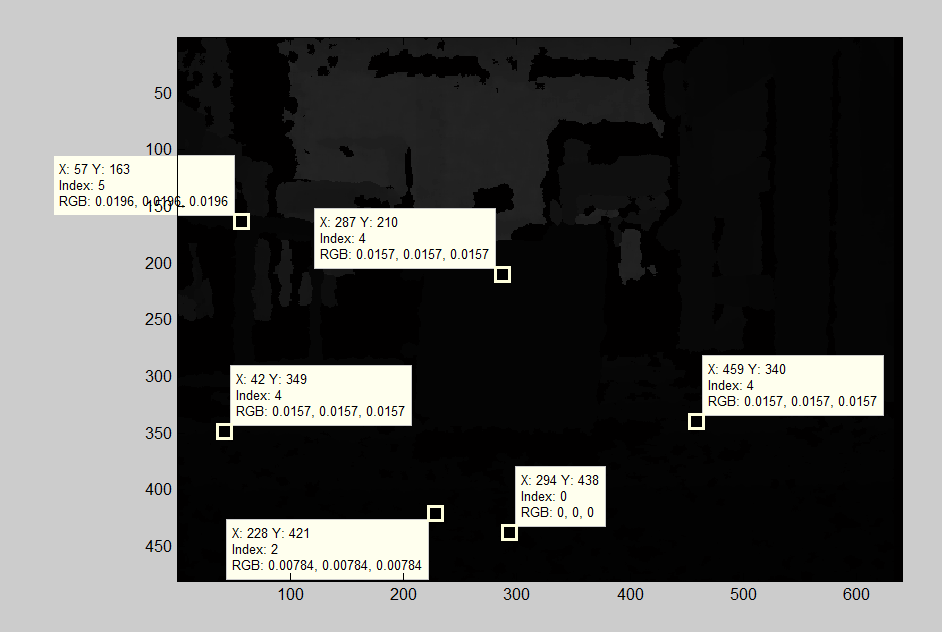 50
100
X: 57 Y: 163
Index: 5
RGB: 0.0196, 0.0196, 0.0196
150
X: 287 Y: 210
Index: 4
RGB: 0.0157, 0.0157, 0.0157
200
250
300
X: 42 Y: 349
Index: 4
RGB: 0.0157, 0.0157, 0.0157
X: 459 Y: 340
Index: 4
RGB: 0.0157, 0.0157, 0.0157
350
400
X: 294 Y: 438
Index: 0
RGB: 0, 0, 0
X: 228 Y: 421
Index: 2
RGB: 0.00784, 0.00784, 0.00784
450
100 200 300 400 500 600